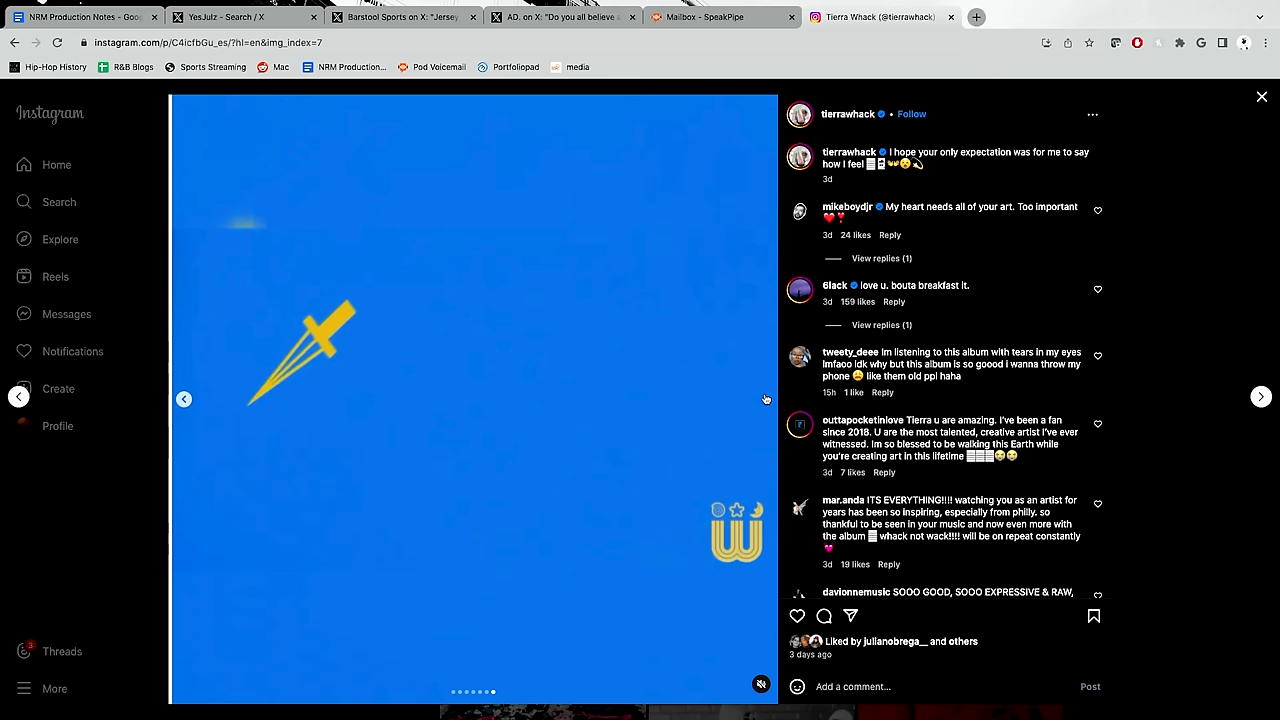 NRM Production Notes - Goo
YesJulz - Search / X
Barstool Sports on X: "Jersey
AD. on X: "Do you all believe a
Mailbox - SpeakPipe
Tierra Whack (@tierrawhack)
instagram.com/p/C4icfbGu_es/?hl=en&img_index=7
Hip-Hop History
R&B Blogs
Sports Streaming
Mac
NRM Production...
Pod Voicemail
Portfoliopad
media
Instagram
Home
Search
Explore
Reels
Messages
Notifications
Create
Profile
3
Threads
More
tierrawhack • Follow
tierrawhack I hope your only expectation was for me to say
how I feel
3d
mikeboydjr My heart needs all of your art. Too important
3d 24 likes Reply
View replies (1)
6lack love u. bouta breakfast it.
3d 159 likes Reply
View replies (1)
tweety_deee Im listening to this album with tears in my eyes
lmfaoo idk why but this album is so goood i wanna throw my
phone 😩 like them old ppl haha
15h 1 like Reply
outtapocketinlove Tierra u are amazing. I've been a fan
since 2018. U are the most talented, creative artist I've ever
witnessed. Im so blessed to be walking this Earth while
you're creating art in this lifetime 😭😭
3d 7 likes Reply
mar.anda ITS EVERYTHING!!!! watching you as an artist for
years has been so inspiring, especially from philly. so
thankful to be seen in your music and now even more with
the album whack not wack!!!! will be on repeat constantly
3d 19 likes Reply
davionnemusic SOOO GOOD, SOOO EXPRESSIVE & RAW,
Liked by julianobrega__ and others
3 days ago
Add a comment...
Post